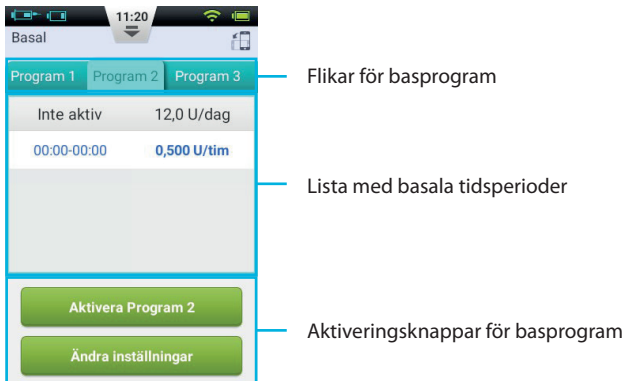 11:20
Basal
Program 1 Program 2 Program 3
Flikar för basprogram
Inte aktiv 12,0 U/dag
00:00-00:00 0,500 U/tim
Lista med basala tidsperioder
Aktivera Program 2
Aktiveringsknappar för basprogram
Ändra inställningar